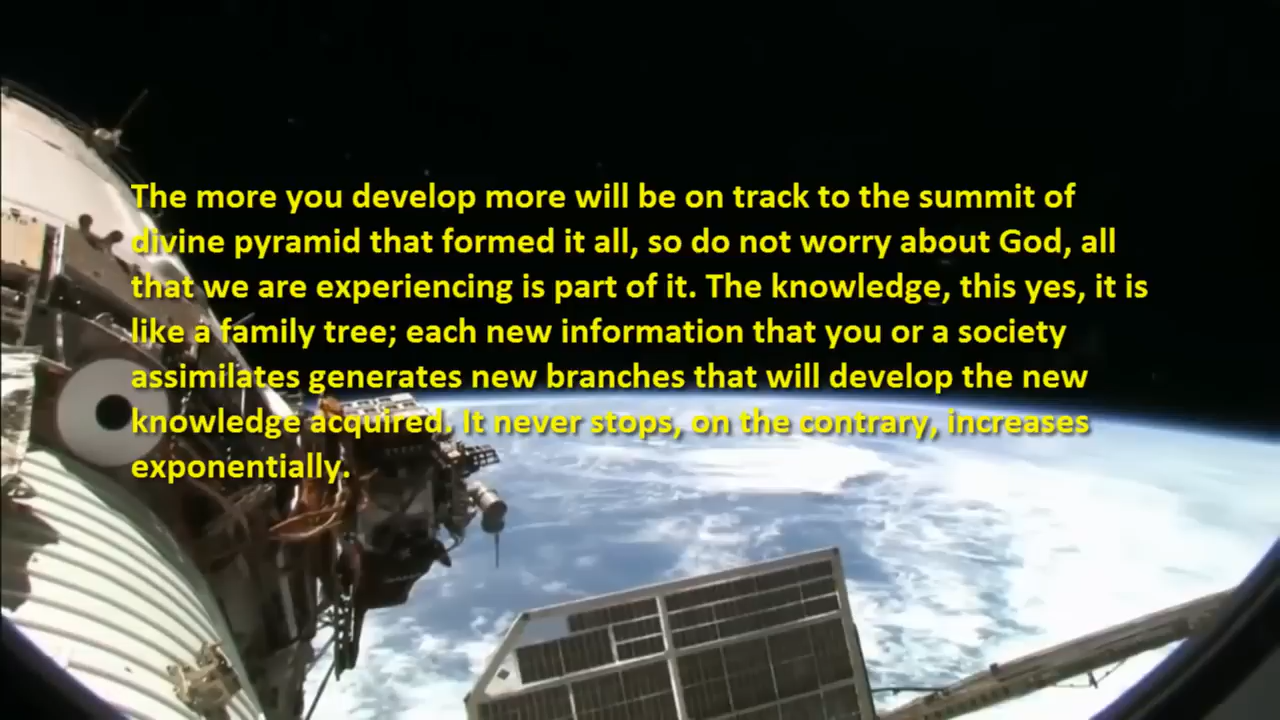 The more you develop more will be on track to the summit of
divine pyramid that formed it all, so do not worry about God, all
that we are experiencing is part of it. The knowledge, this yes, it is
like a family tree; each new information that you or a society
assimilates generates new branches that will develop the new
knowledge acquired. It never stops, on the contrary, increases
exponentially.